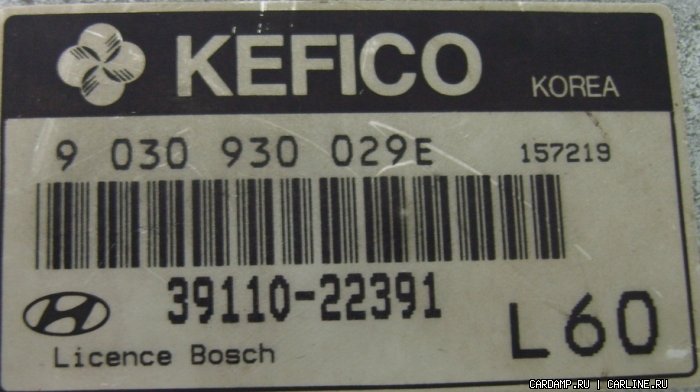 KEFICO KOREA
9 030 930 029E 157219
39110-22391
L60
Licence Bosch
CARDAMP.RU | CARLINE.RU